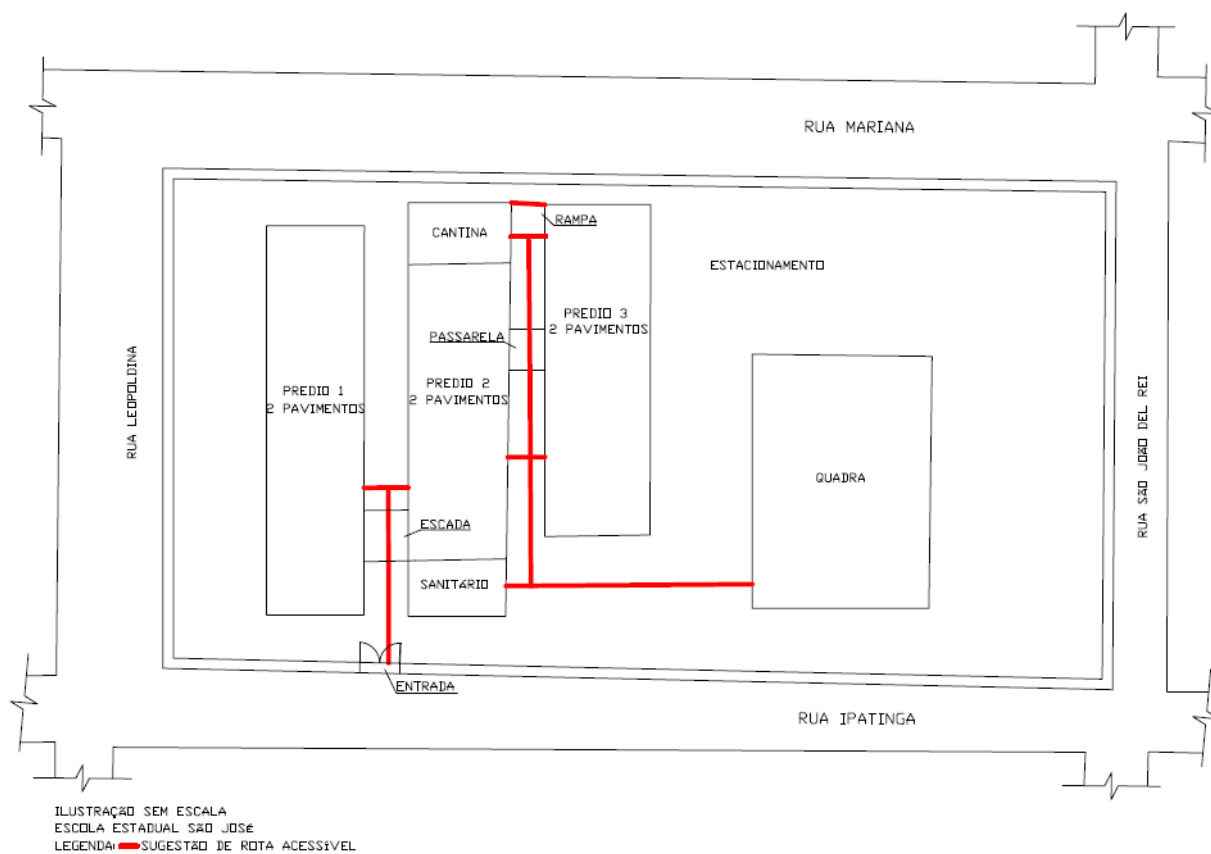 RUA MARIANA
RAMPA
CANTINA
ESTACIONAMENTO
PREDIO 3
2 PAVIMENTOS
PASSARELA
PREDIO 1
2 PAVIMENTOS
PREDIO 2
2 PAVIMENTOS
RUA LEOPOLDINA
RUA SÃO JOÃO DEL REI
QUADRA
ESCADA
SANITÁRIO
ENTRADA
RUA IPATINGA
ILUSTRAÇÃO SEM ESCALA
ESCOLA ESTADUAL SÃO JOSÉ
LEGENDA: SUGESTÃO DE ROTA ACESSÍVEL